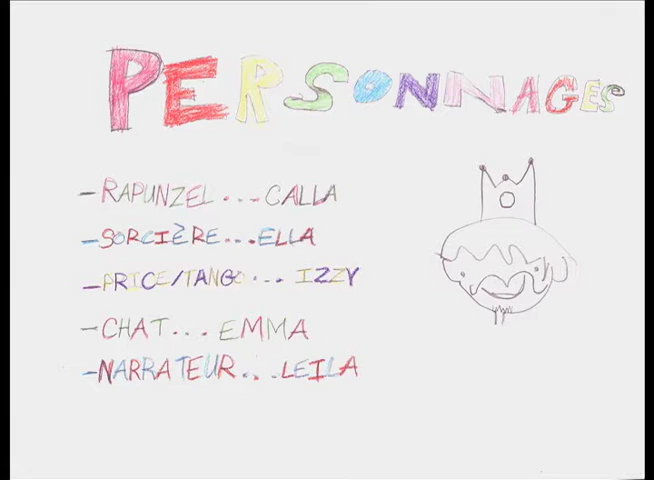 PERSONNAGES
- RAPUNZEL... CALLA
- SORCIÈRE... ELLA
- PRICE/TANGO... IZZY
- CHAT... EMMA
- NARRATEUR... LEILA